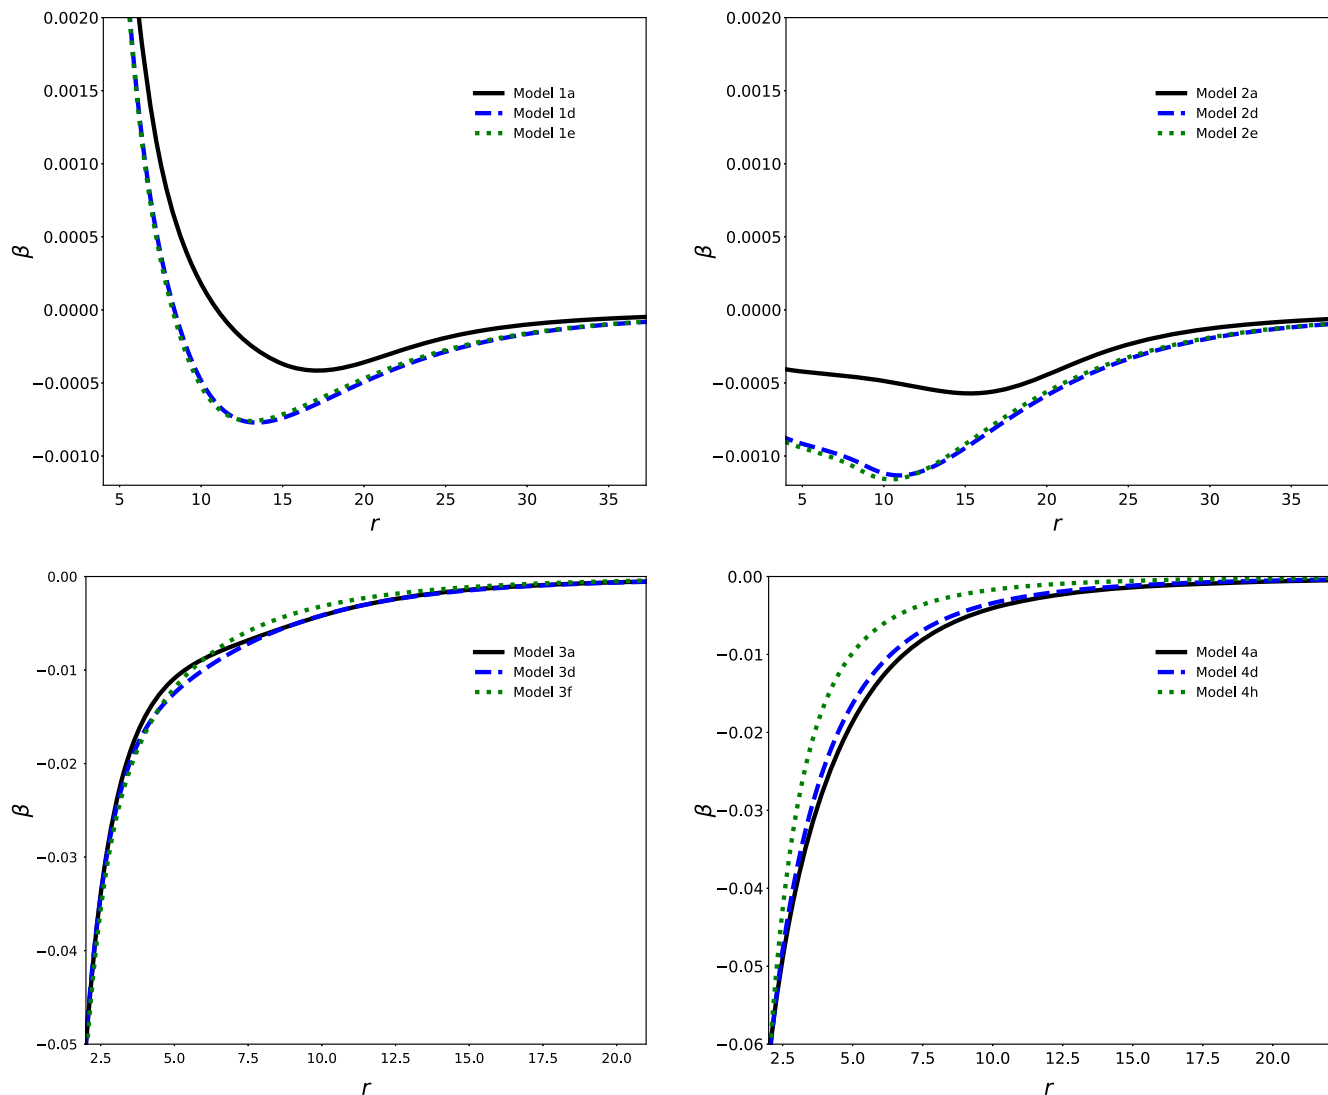 0.0020
0.0015
0.0010
0.0005
0.0000
−0.0005
−0.0010
β
Model 1a
Model 1d
Model 1e
5 10 15 20 25 30 35
r
0.0020
0.0015
0.0010
0.0005
0.0000
−0.0005
−0.0010
β
Model 2a
Model 2d
Model 2e
5 10 15 20 25 30 35
r
0.00
−0.01
−0.02
−0.03
−0.04
−0.05
β
Model 3a
Model 3d
Model 3f
2.5 5.0 7.5 10.0 12.5 15.0 17.5 20.0
r
0.00
−0.01
−0.02
−0.03
−0.04
−0.05
−0.06
β
Model 4a
Model 4d
Model 4h
2.5 5.0 7.5 10.0 12.5 15.0 17.5 20.0
r